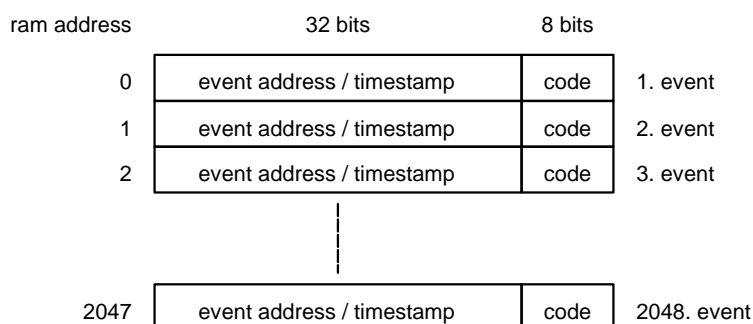 ram address 32 bits 8 bits
0 event address / timestamp code 1. event
1 event address / timestamp code 2. event
2 event address / timestamp code 3. event
2047 event address / timestamp code 2048. event